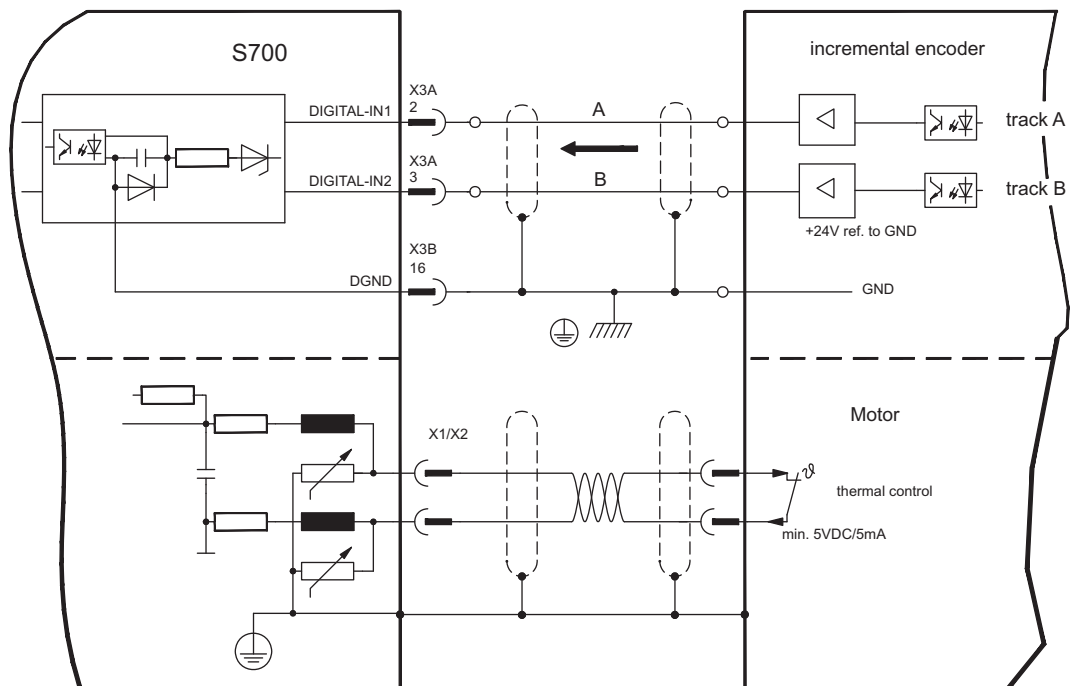 S700
incremental encoder
X3A
2
DIGITAL-IN1
A
track A
X3A
3
DIGITAL-IN2
B
track B
+24V ref. to GND
X3B
16
DGND
GND
Motor
X1/X2
ϑ
thermal control
min. 5VDC/5mA